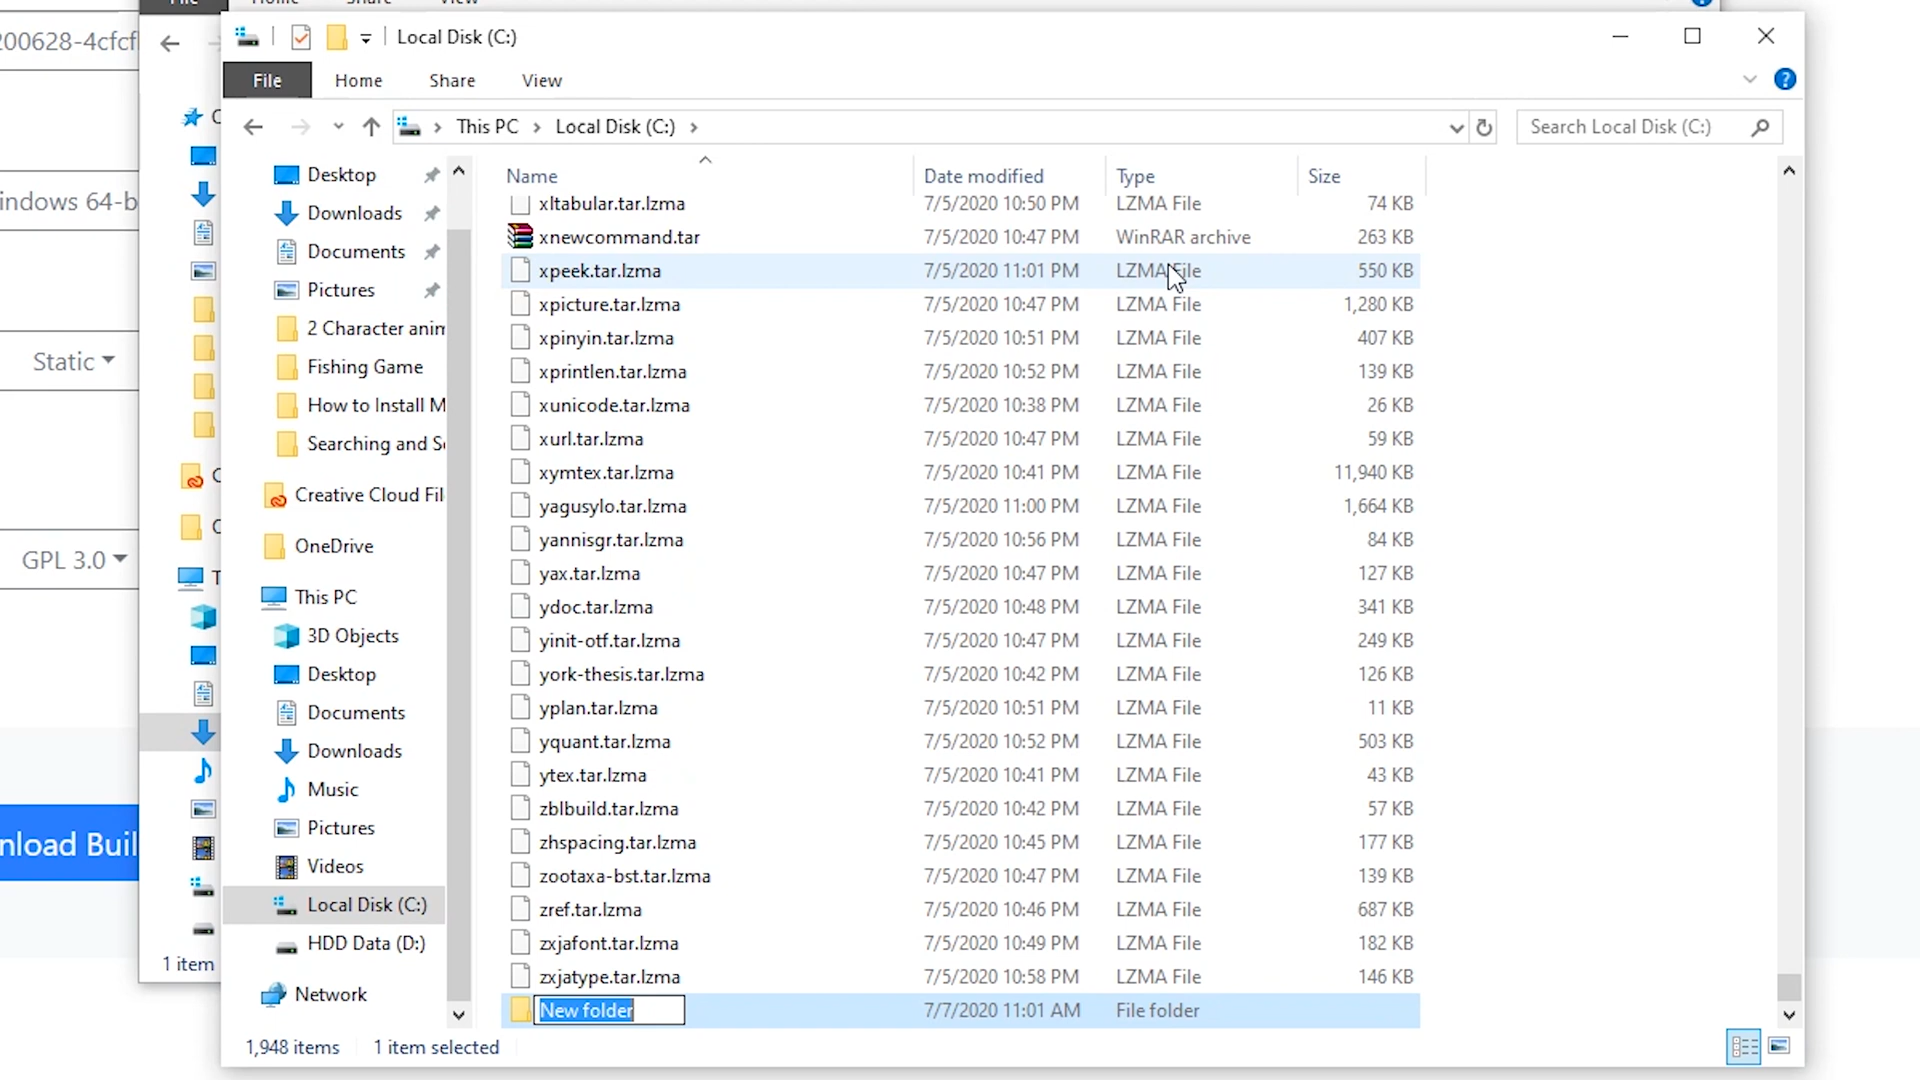 File Home Share View
200628-4cfcf
Local Disk (C:)
File Home Share View
This PC Local Disk (C:)
Search Local Disk (C:)
indows 64-b
Static
GPL 3.0
nload Buil
1 item
Desktop
Downloads
Documents
Pictures
2 Character anim
Fishing Game
How to Install M
Searching and S
Creative Cloud Fil
OneDrive
This PC
3D Objects
Desktop
Documents
Downloads
Music
Pictures
Videos
Local Disk (C:)
HDD Data (D:)
Network
Name Date modified Type Size
xltabular.tar.lzma 7/5/2020 10:50 PM LZMA File 74 KB
xnewcommand.tar 7/5/2020 10:47 PM WinRAR archive 263 KB
xpeek.tar.lzma 7/5/2020 11:01 PM LZMA File 550 KB
xpicture.tar.lzma 7/5/2020 10:47 PM LZMA File 1,280 KB
xpinyin.tar.lzma 7/5/2020 10:51 PM LZMA File 407 KB
xprintlen.tar.lzma 7/5/2020 10:52 PM LZMA File 139 KB
xunicode.tar.lzma 7/5/2020 10:38 PM LZMA File 26 KB
xurl.tar.lzma 7/5/2020 10:47 PM LZMA File 59 KB
xymtex.tar.lzma 7/5/2020 10:41 PM LZMA File 11,940 KB
yagusylo.tar.lzma 7/5/2020 11:00 PM LZMA File 1,664 KB
yannisgr.tar.lzma 7/5/2020 10:56 PM LZMA File 84 KB
yax.tar.lzma 7/5/2020 10:47 PM LZMA File 127 KB
ydoc.tar.lzma 7/5/2020 10:48 PM LZMA File 341 KB
yinit-otf.tar.lzma 7/5/2020 10:47 PM LZMA File 249 KB
york-thesis.tar.lzma 7/5/2020 10:42 PM LZMA File 126 KB
yplan.tar.lzma 7/5/2020 10:51 PM LZMA File 11 KB
yquant.tar.lzma 7/5/2020 10:52 PM LZMA File 503 KB
ytex.tar.lzma 7/5/2020 10:41 PM LZMA File 43 KB
zblbuild.tar.lzma 7/5/2020 10:42 PM LZMA File 57 KB
zhspacing.tar.lzma 7/5/2020 10:45 PM LZMA File 177 KB
zootaxa-bst.tar.lzma 7/5/2020 10:47 PM LZMA File 139 KB
zref.tar.lzma 7/5/2020 10:46 PM LZMA File 687 KB
zxjafont.tar.lzma 7/5/2020 10:49 PM LZMA File 182 KB
zxjatype.tar.lzma 7/5/2020 10:58 PM LZMA File 146 KB
New folder 7/7/2020 11:01 AM File folder
1,948 items 1 item selected